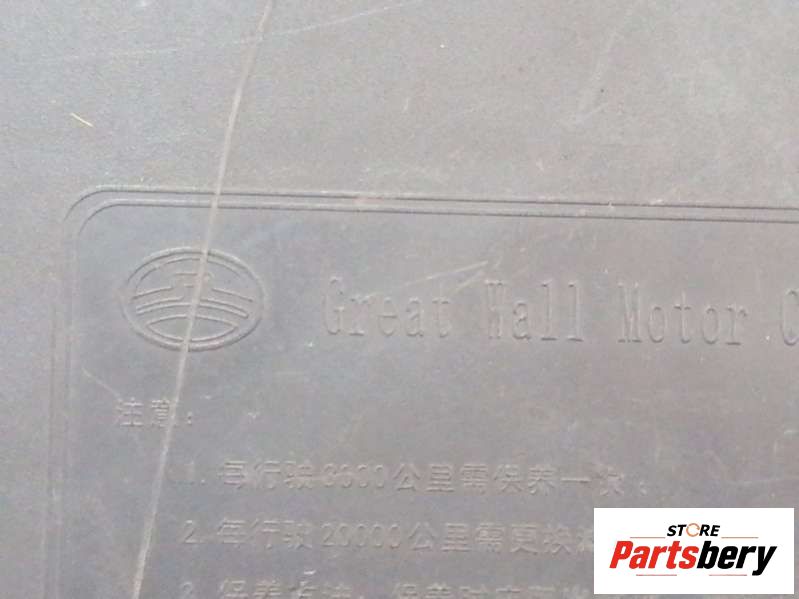 Great Wall Motor C
注意：
1. 每行驶8000公里需保养一次.
2. 每行驶20000公里需更换
STORE
Partsbery